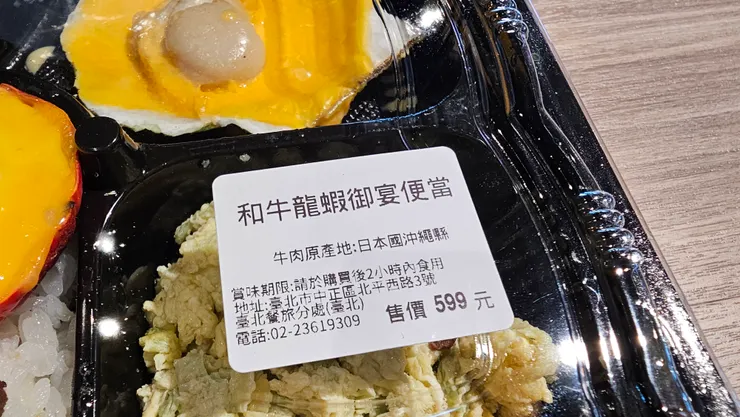 和牛龍蝦御宴便當
牛肉原產地:日本國沖繩縣
賞味期限:請於購買後2小時內食用
地址:臺北市中正區北平西路3號
臺北餐旅分處(臺北)
電話:02-23619309
售價 599 元